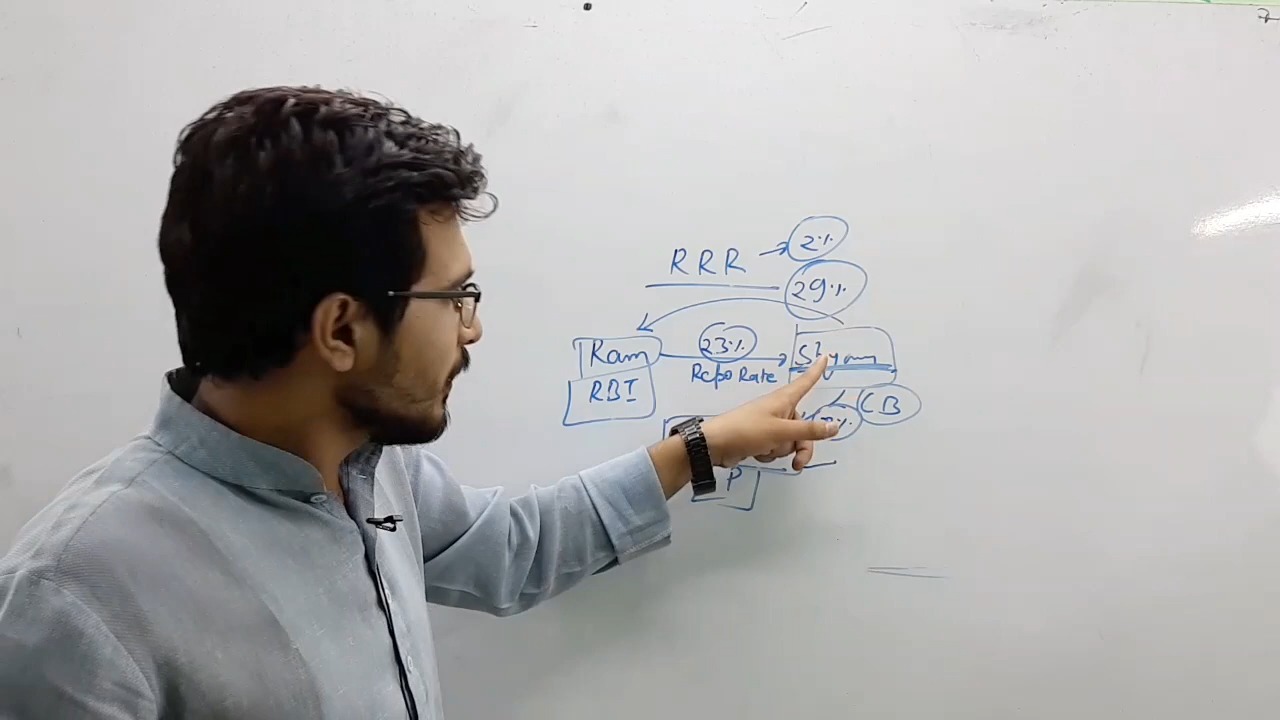 RRR → 2%
29%
Ram 23% Shyam
Repo Rate
RBI
CB
P